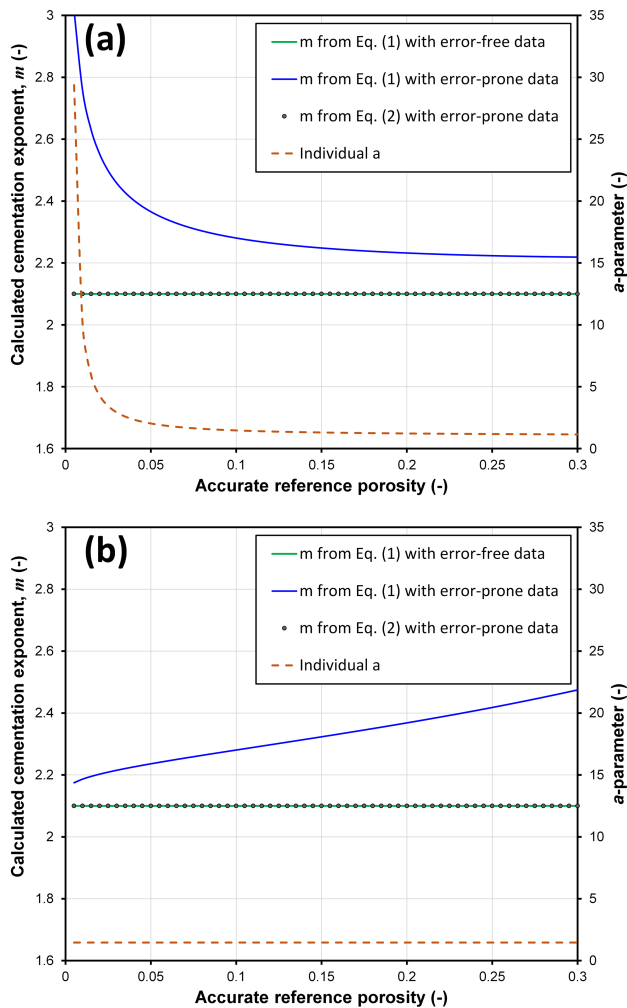 (a)
m from Eq. (1) with error-free data
m from Eq. (1) with error-prone data
m from Eq. (2) with error-prone data
Individual a
Calculated cementation exponent, m (-)
3
2.8
2.6
2.4
2.2
2
1.8
1.6
35
30
25
20
15
10
5
0
a-parameter (-)
0 0.05 0.1 0.15 0.2 0.25 0.3
Accurate reference porosity (-)
(b)
m from Eq. (1) with error-free data
m from Eq. (1) with error-prone data
m from Eq. (2) with error-prone data
Individual a
Calculated cementation exponent, m (-)
3
2.8
2.6
2.4
2.2
2
1.8
1.6
35
30
25
20
15
10
5
0
a-parameter (-)
0 0.05 0.1 0.15 0.2 0.25 0.3
Accurate reference porosity (-)